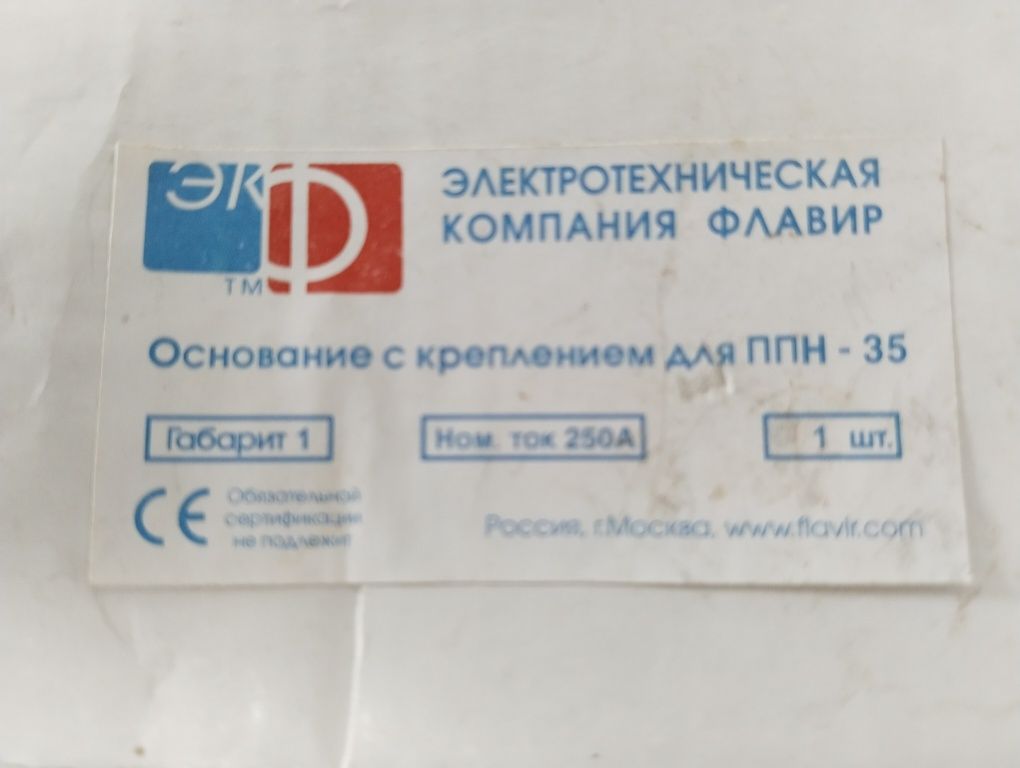 ЭКФ
ТМ
ЭЛЕКТРОТЕХНИЧЕСКАЯ
КОМПАНИЯ ФЛАВИР
Основание с креплением для ППН - 35
Габарит 1
Ном. ток 250А
1 шт.
CE
Обязательной
сертификации
не подлежит
Россия, г.Москва, www.flavir.com